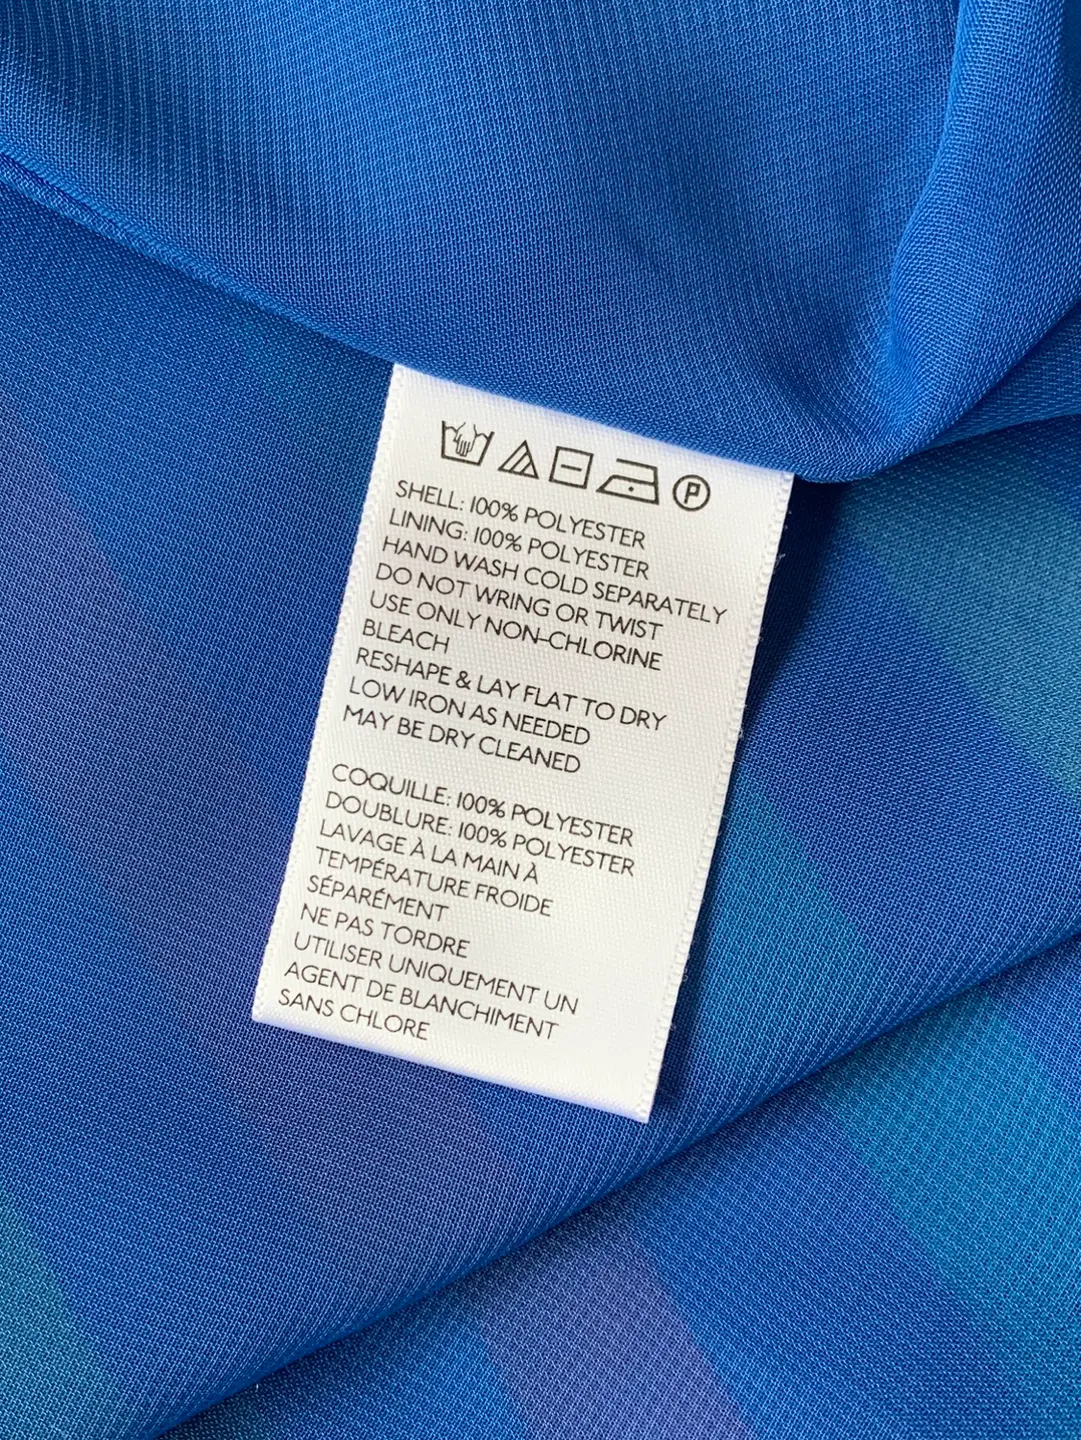 P
SHELL: 100% POLYESTER
LINING: 100% POLYESTER
HAND WASH COLD SEPARATELY
DO NOT WRING OR TWIST
USE ONLY NON-CHLORINE
BLEACH
RESHAPE & LAY FLAT TO DRY
LOW IRON AS NEEDED
MAY BE DRY CLEANED
COQUILLE: 100% POLYESTER
DOUBLURE: 100% POLYESTER
LAVAGE À LA MAIN À
TEMPÉRATURE FROIDE
SÉPARÉMENT
NE PAS TORDRE
UTILISER UNIQUEMENT UN
AGENT DE BLANCHIMENT
SANS CHLORE